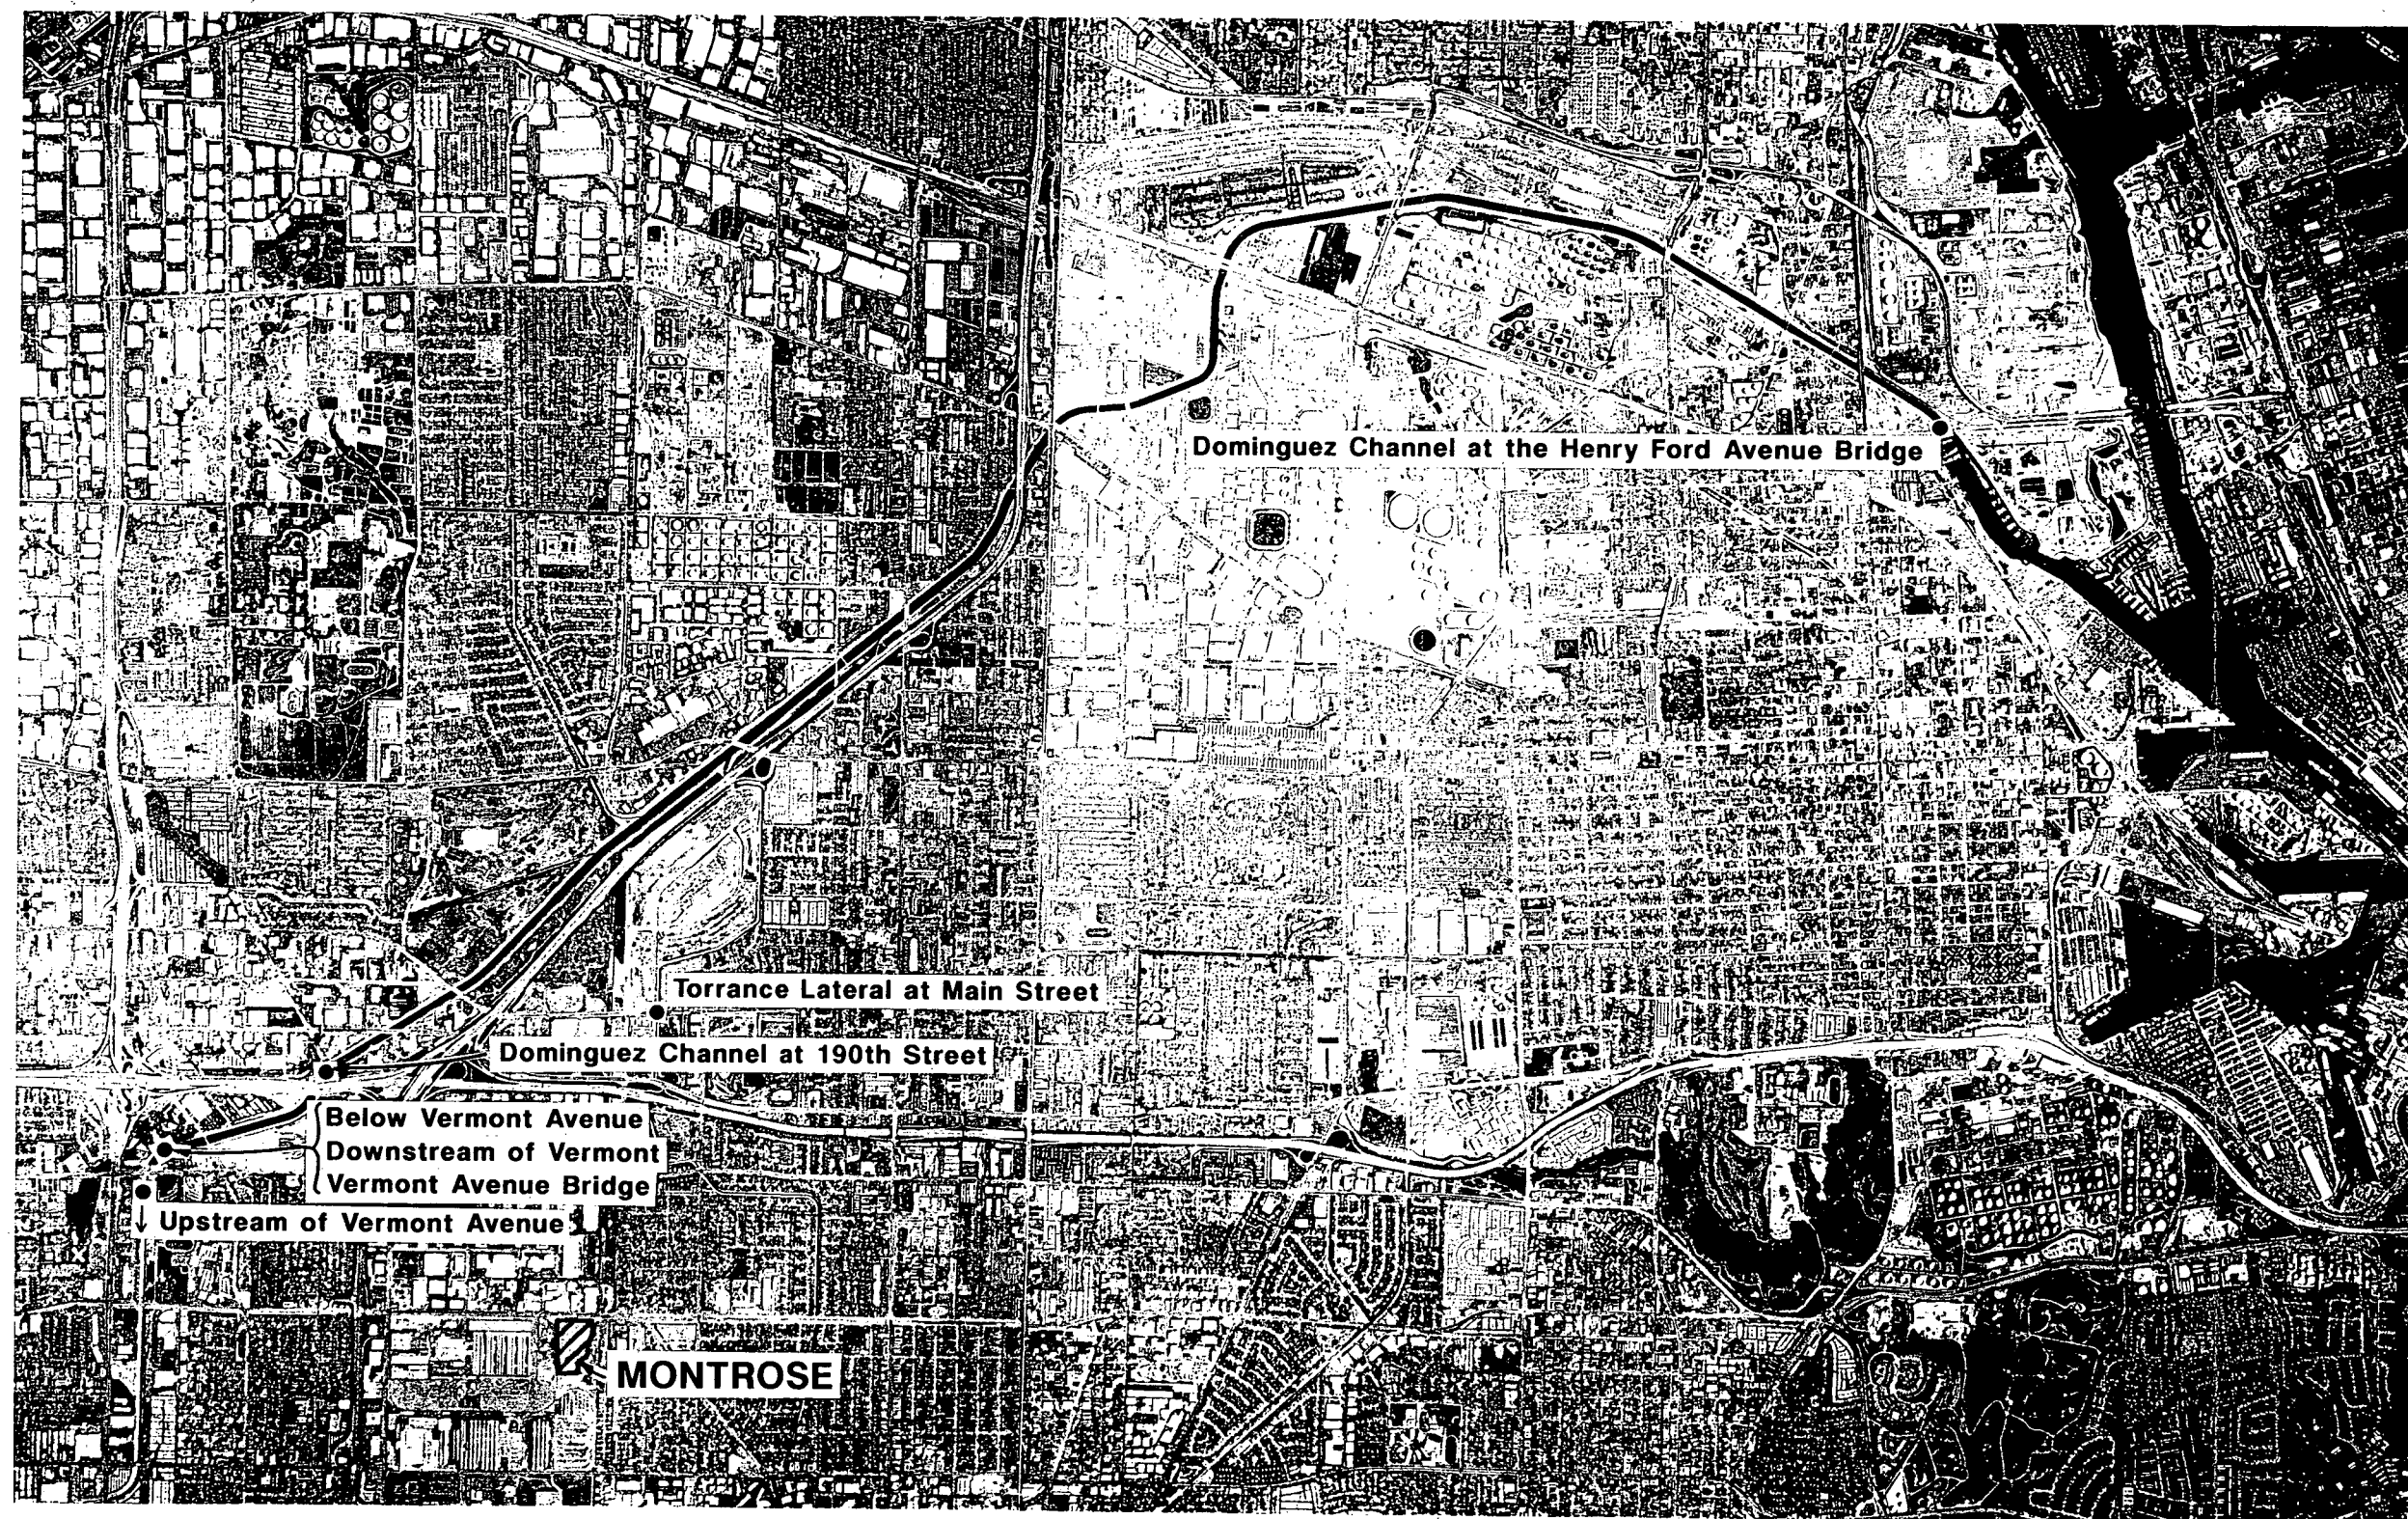 Dominguez Channel at the Henry Ford Avenue Bridge
Torrance Lateral at Main Street
Dominguez Channel at 190th Street
Below Vermont Avenue
Downstream of Vermont
Vermont Avenue Bridge
↓ Upstream of Vermont Avenue
MONTROSE